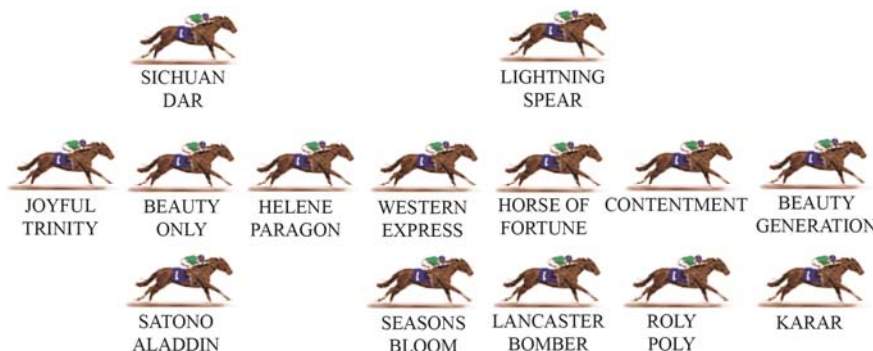 SICHUAN
DAR
LIGHTNING
SPEAR
JOYFUL
TRINITY
BEAUTY
ONLY
HELENE
PARAGON
WESTERN
EXPRESS
HORSE OF
FORTUNE
CONTENTMENT
BEAUTY
GENERATION
SATONO
ALADDIN
SEASONS
BLOOM
LANCASTER
BOMBER
ROLY
POLY
KARAR